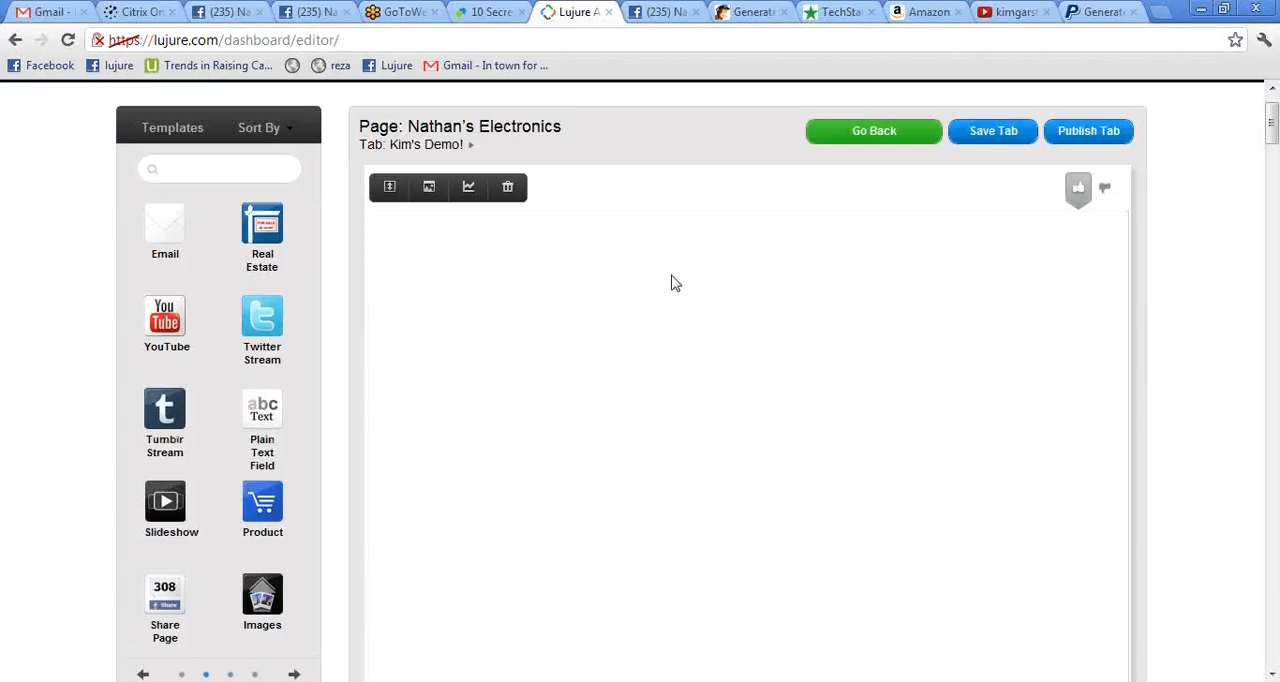 Gmail -
Citrix On
(235) Na
(235) Na
GoToWe
10 Secre
Lujure A
(235) Na
Generat
TechSta
Amazon
kimgars
Generat
https://lujure.com/dashboard/editor/
Facebook lujure Trends in Raising Ca... reza Lujure Gmail - In town for ...
Templates Sort By
Page: Nathan's Electronics
Tab: Kim's Demo!
Go Back Save Tab Publish Tab
Email
Real
Estate
You
Tube
YouTube
Twitter
Stream
Tumblr
Stream
abc
Text
Plain
Text
Field
Slideshow
Product
308
Share
Share
Page
Images